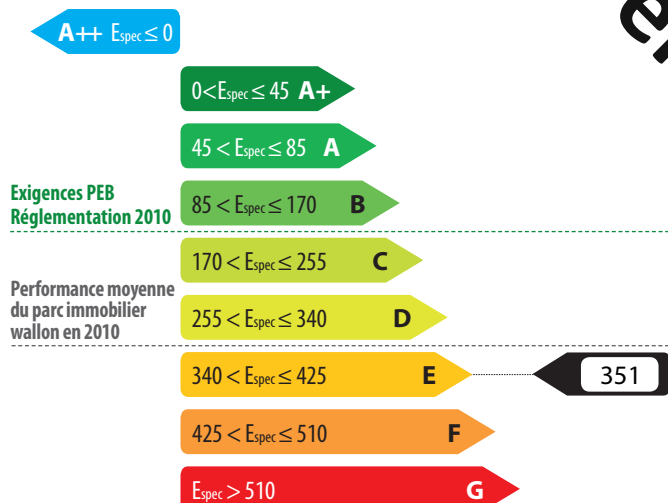 A++ Espec ≤ 0
0<Espec ≤ 45 A+
45 < Espec ≤ 85 A
Exigences PEB
Réglementation 2010
85 < Espec ≤ 170 B
170 < Espec ≤ 255 C
Performance moyenne
du parc immobilier
wallon en 2010
255 < Espec ≤ 340 D
340 < Espec ≤ 425 E
351
425 < Espec ≤ 510 F
Espec > 510 G